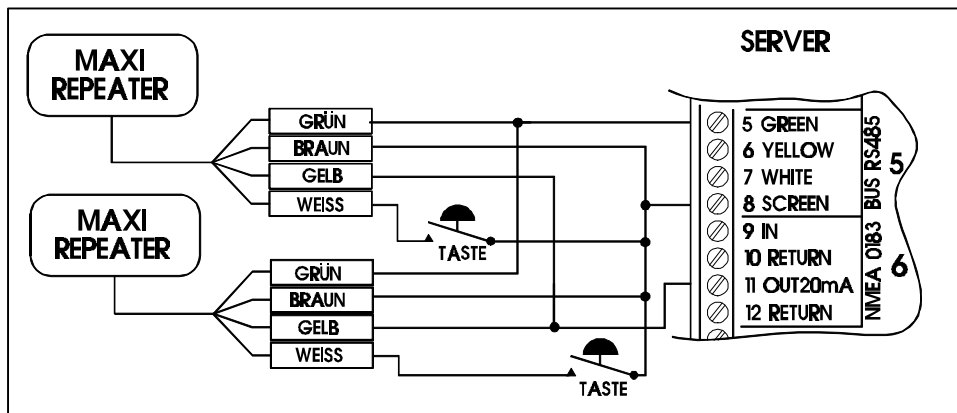 MAXI
REPEATER
GRÜN
BRAUN
GELB
WEISS
TASTE
MAXI
REPEATER
GRÜN
BRAUN
GELB
WEISS
TASTE
SERVER
5 GREEN
6 YELLOW
7 WHITE
8 SCREEN
9 IN
10 RETURN
11 OUT20mA
12 RETURN
BUS RS485
5
NMEA 0183
6